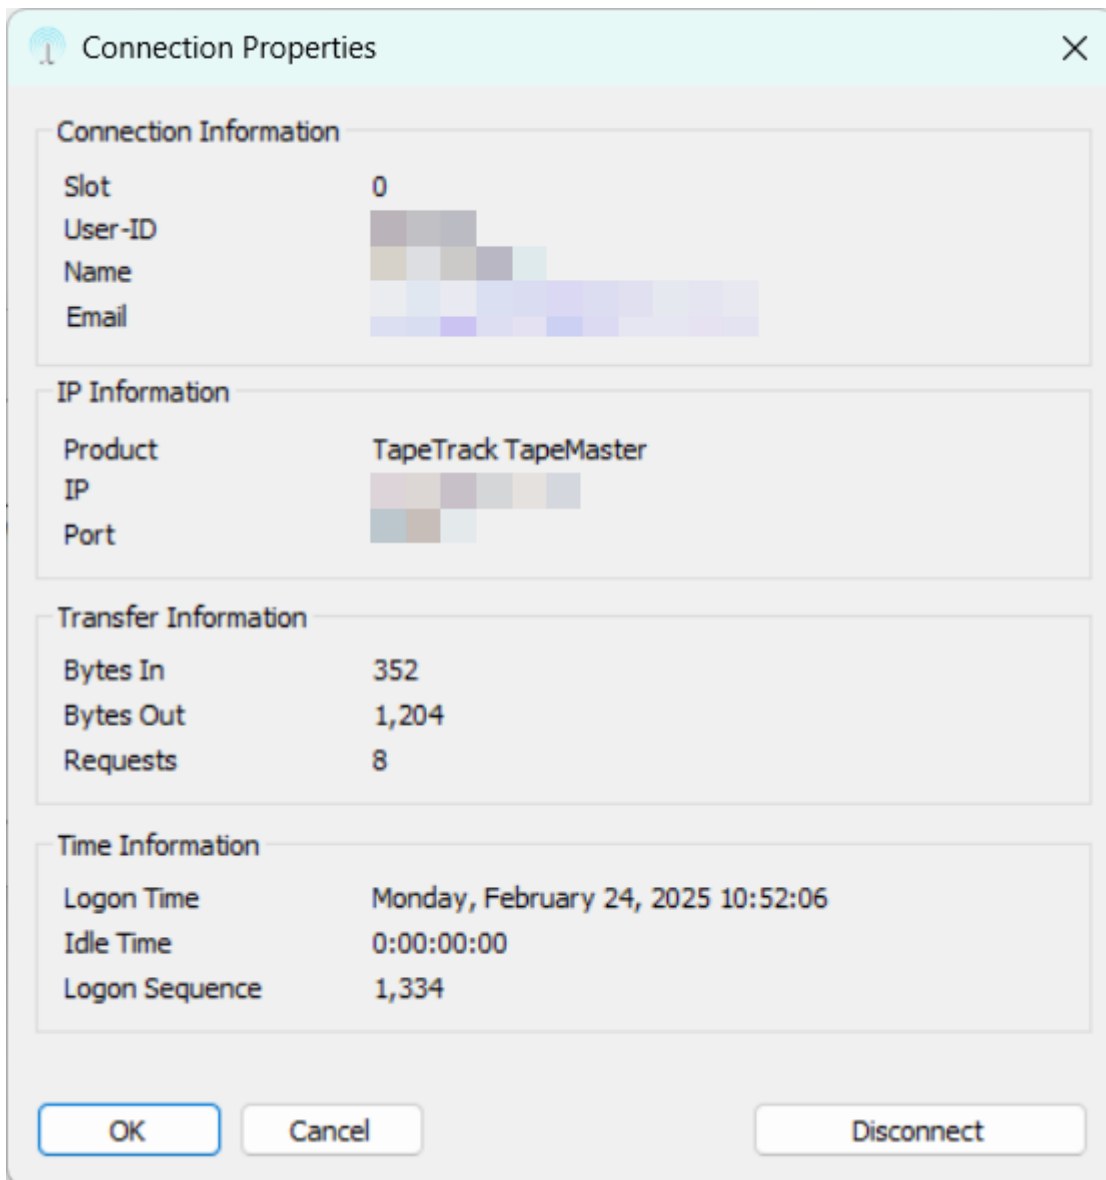 Connection Properties
Connection Information
Slot 0
User-ID
Name
Email
IP Information
Product TapeTrack TapeMaster
IP
Port
Transfer Information
Bytes In 352
Bytes Out 1,204
Requests 8
Time Information
Logon Time Monday, February 24, 2025 10:52:06
Idle Time 0:00:00:00
Logon Sequence 1,334
OK Cancel Disconnect